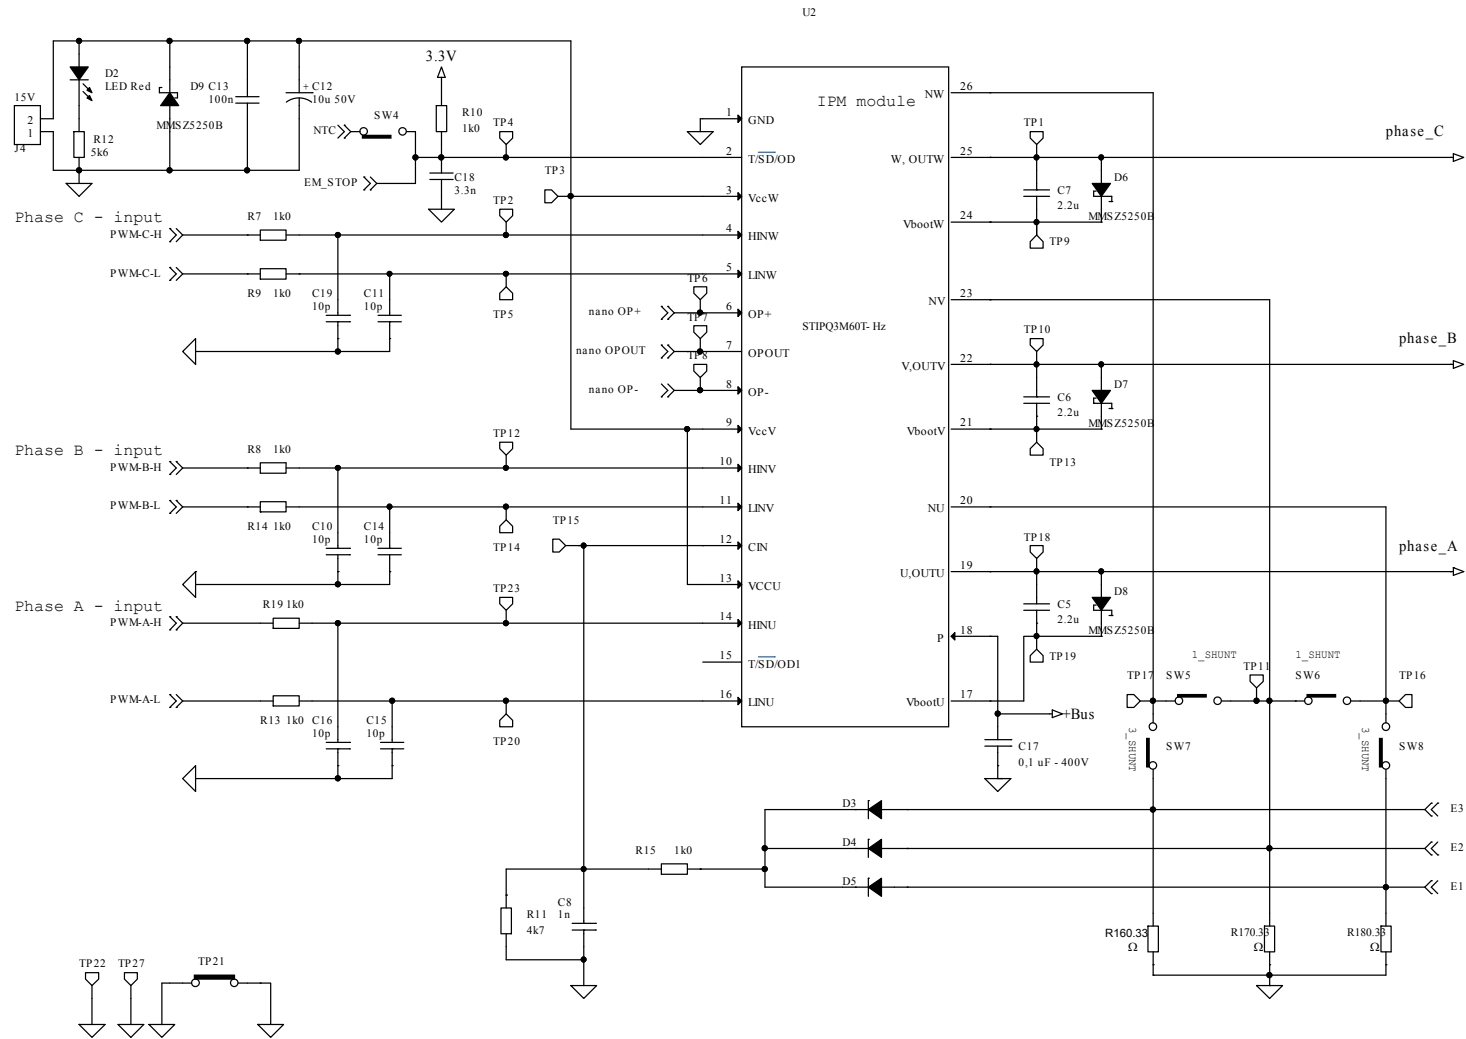 U2
3.3V
D2
LED Red
D9
C13
100n
C12
+
10u 50V
MMSZ5250B
15V
2
1
J4
R12
5k6
NTC
SW4
R10
1k0
TP4
EM_STOP
C18
3.3n
TP3
Phase C - input
R7 1k0
PWM-C-H
TP2
PWM-C-L
R9 1k0
C19
10p
C11
10p
TP5
nano OP+
TP6
nano OPOUT
TP7
nano OP-
TP8
Phase B - input
R8 1k0
PWM-B-H
TP12
PWM-B-L
R14 1k0
C10
10p
C14
10p
TP14
TP15
Phase A - input
R19 1k0
PWM-A-H
TP23
PWM-A-L
R13 1k0
C16
10p
C15
10p
TP20
IPM module
STIPQ3M60T- Hz
1 GND
2 T/SD/OD
3 VccW
4 HINW
5 LINW
6 OP+
7 OPOUT
8 OP-
9 VccV
10 HINV
11 LINV
12 CIN
13 VCCU
14 HINU
15 T/SD/OD1
16 LINU
NW 26
W, OUTW 25
VbootW 24
NV 23
V,OUTV 22
VbootV 21
NU 20
U,OUTU 19
P 18
VbootU 17
TP1
phase_C
C7
2.2u
D6
MMSZ5250B
TP9
TP10
phase_B
C6
2.2u
D7
MMSZ5250B
TP13
TP18
phase_A
C5
2.2u
D8
MMSZ5250B
TP19
+Bus
C17
0,1 uF - 400V
1_SHUNT
1_SHUNT
TP17
SW5
TP11
SW6
TP16
3_SHUNT
SW7
3_SHUNT
SW8
D3
E3
D4
E2
D5
E1
R15 1k0
R11
4k7
C8
1n
R160.33
Ω
R170.33
Ω
R180.33
Ω
TP22
TP27
TP21